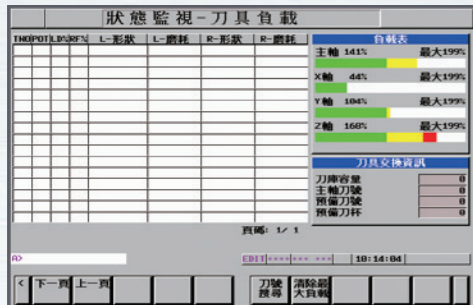 狀態監視-刀具負載
TNO POT LD% RF% L-形狀 L-磨耗 R-形狀 R-磨耗
負載表
主軸 141% 最大199%
X軸 44% 最大199%
Y軸 104% 最大199%
Z軸 168% 最大199%
刀具交換資訊
刀庫容量 0
主軸刀號 0
預備刀號 0
預備刀杯 0
頁碼: 1/ 1
A>
EDIT **** *** *** 10:14:04
< 下一頁 上一頁 刀號搜尋 清除最大負載